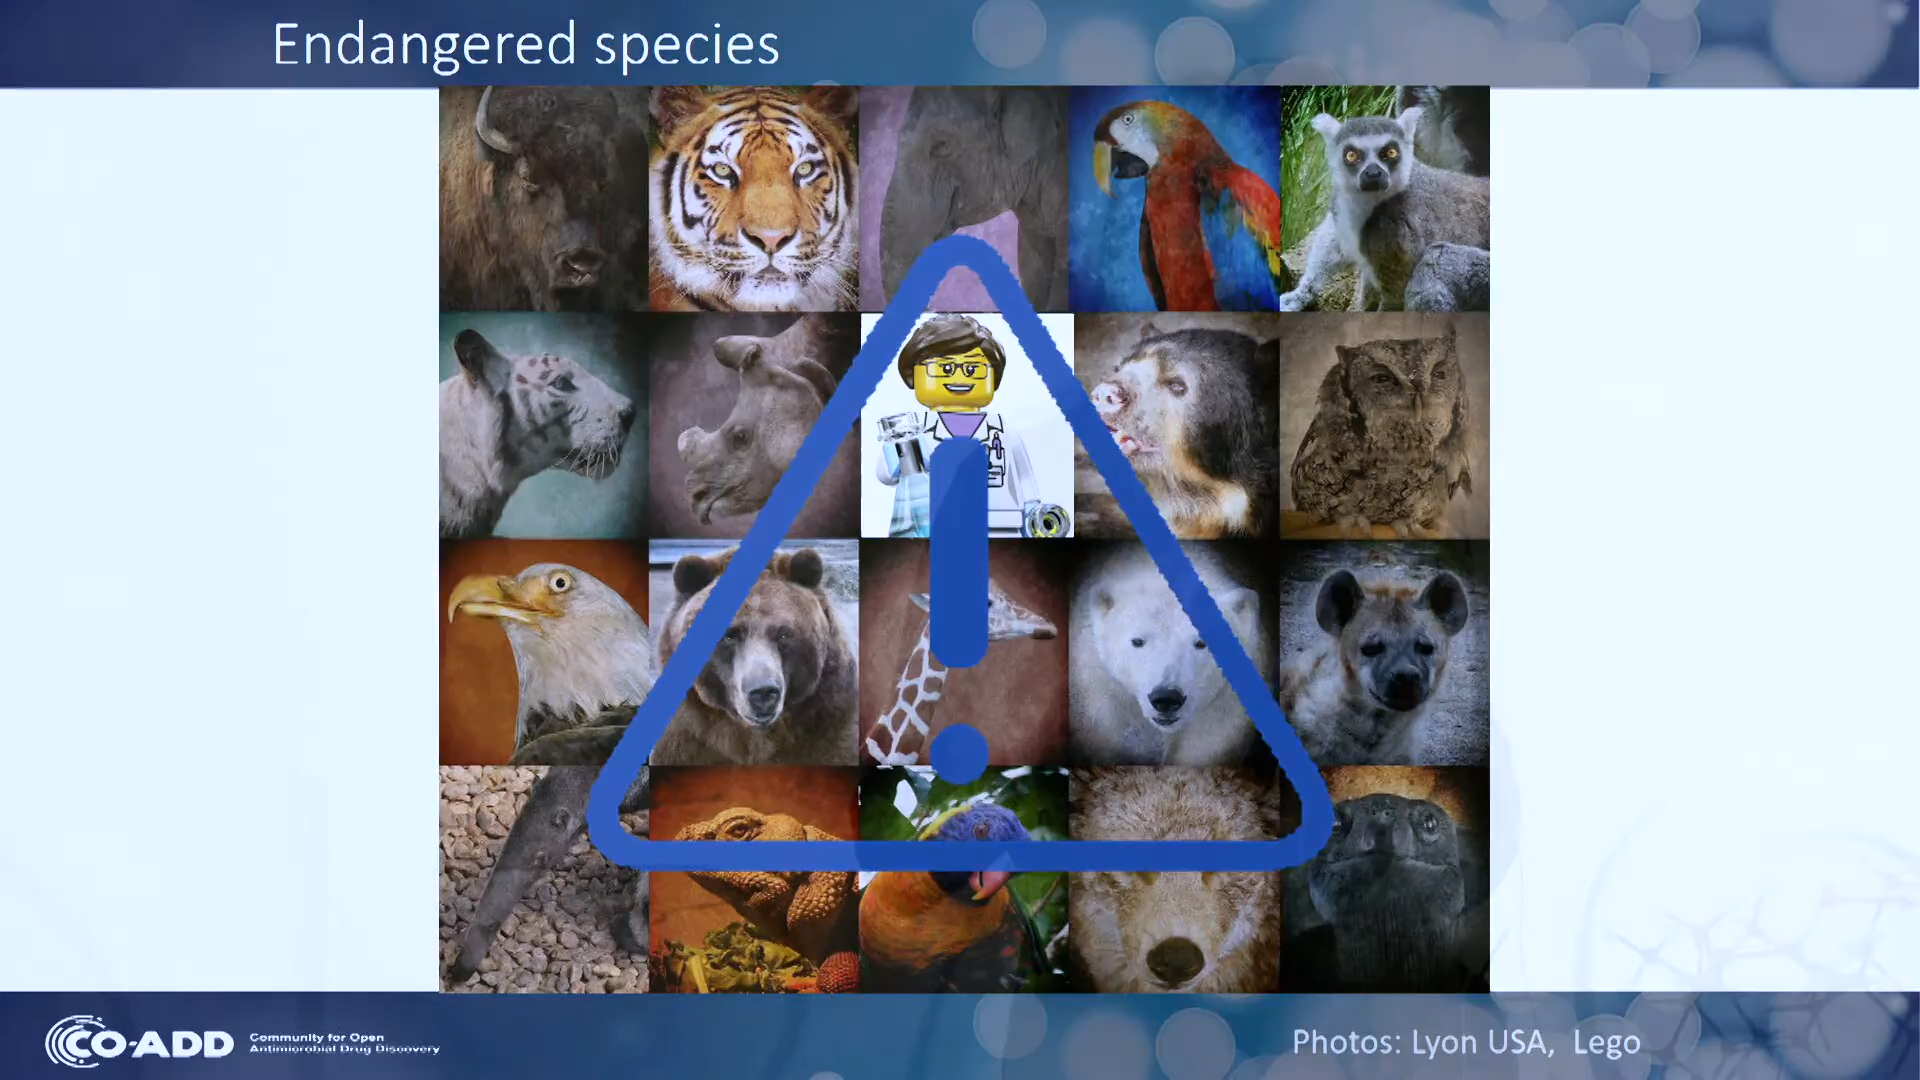 Endangered species
CO-ADD
Community for Open
Antimicrobial Drug Discovery
Photos: Lyon USA, Lego